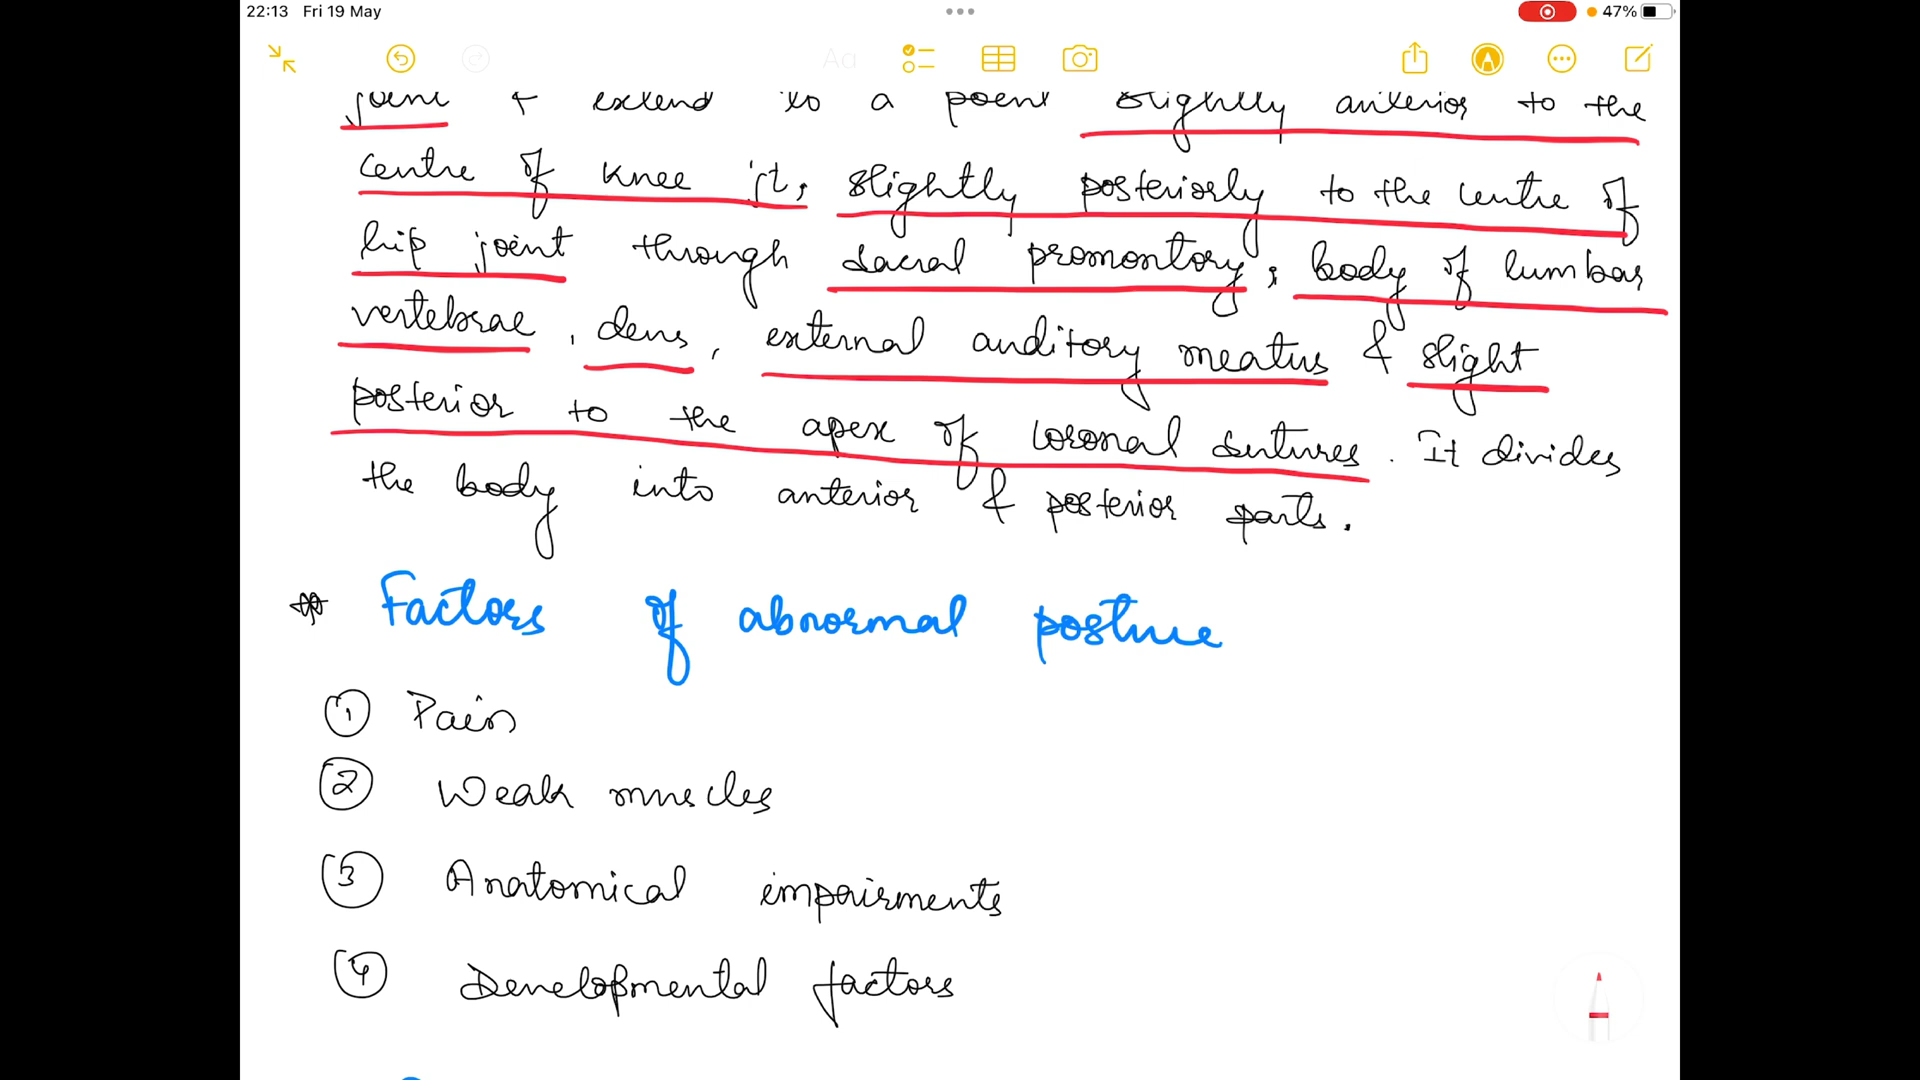 22:13 Fri 19 May
47%
Aa
joint & extend to a point slightly anterior to the
centre of knee jt, slightly posteriorly to the centre of
hip joint through sacral promontory, body of lumbar
vertebrae, dens, external auditory meatus & slight
posterior to the apex of coronal sutures. It divides
the body into anterior & posterior parts.
Factors of abnormal posture
① Pain
② Weak muscles
③ Anatomical impairments
④ Developmental factors